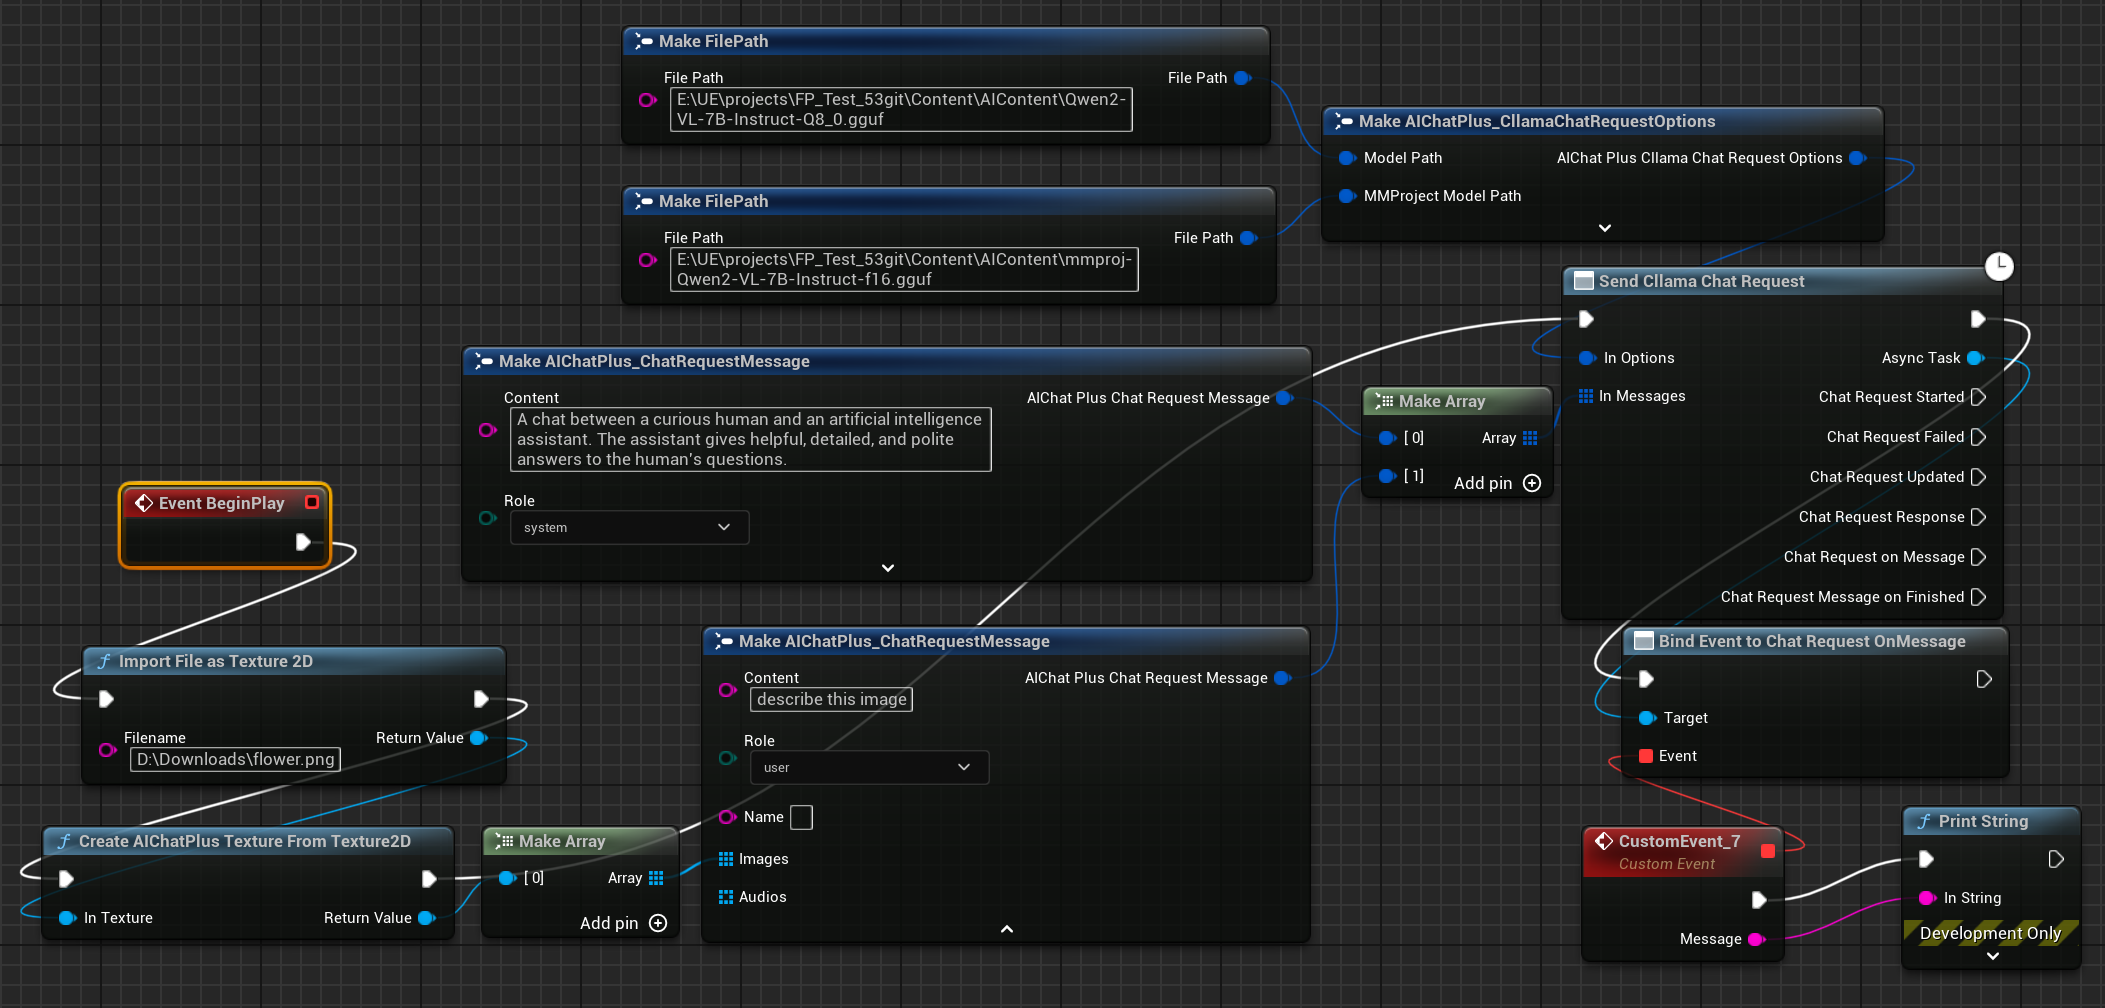 Make FilePath
File Path
File Path
E:\UE\projects\FP_Test_53git\Content\AIContent\Qwen2-
VL-7B-Instruct-Q8_0.gguf
Make FilePath
File Path
File Path
E:\UE\projects\FP_Test_53git\Content\AIContent\mmproj-
Qwen2-VL-7B-Instruct-f16.gguf
Make AIChatPlus_CllamaChatRequestOptions
Model Path
AIChat Plus Cllama Chat Request Options
MMProject Model Path
Send Cllama Chat Request
In Options
Async Task
In Messages
Chat Request Started
Chat Request Failed
Chat Request Updated
Chat Request Response
Chat Request on Message
Chat Request Message on Finished
Make AIChatPlus_ChatRequestMessage
Content
AIChat Plus Chat Request Message
A chat between a curious human and an artificial intelligence
assistant. The assistant gives helpful, detailed, and polite
answers to the human's questions.
Role
system
Make Array
[ 0]
Array
[ 1]
Add pin
Event BeginPlay
Import File as Texture 2D
Filename
Return Value
D:\Downloads\flower.png
Create AIChatPlus Texture From Texture2D
In Texture
Return Value
Make Array
[ 0]
Array
Add pin
Make AIChatPlus_ChatRequestMessage
Content
AIChat Plus Chat Request Message
describe this image
Role
user
Name
Images
Audios
Bind Event to Chat Request OnMessage
Target
Event
CustomEvent_7
Custom Event
Message
Print String
In String
Development Only